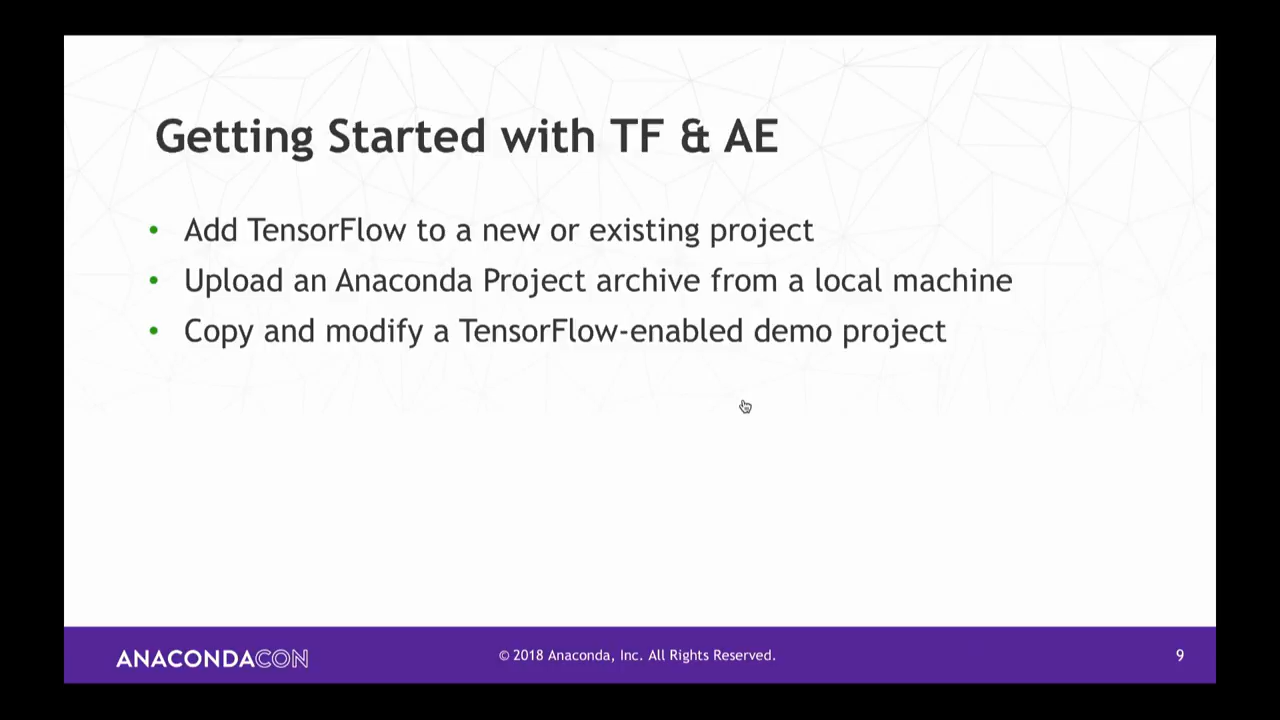 Getting Started with TF & AE
• Add TensorFlow to a new or existing project
• Upload an Anaconda Project archive from a local machine
• Copy and modify a TensorFlow-enabled demo project
ANACONDACON
© 2018 Anaconda, Inc. All Rights Reserved.
9